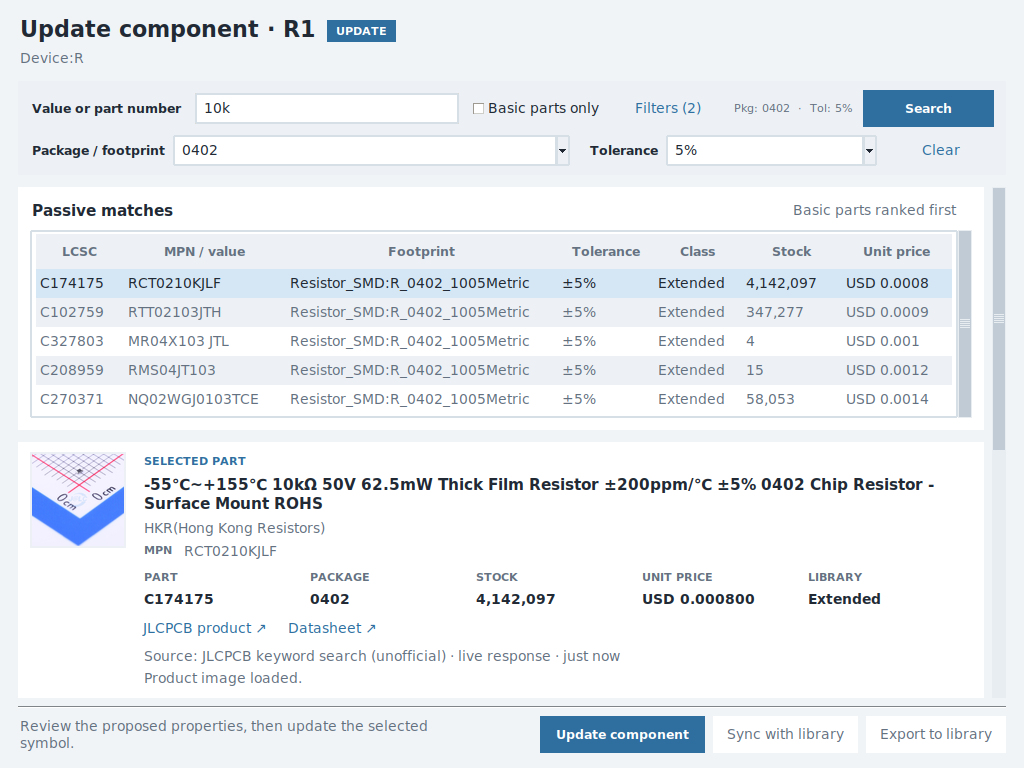 Update component · R1 UPDATE
Device:R
Value or part number 10k Basic parts only Filters (2) Pkg: 0402 · Tol: 5% Search
Package / footprint 0402 Tolerance 5% Clear
Passive matches Basic parts ranked first
LCSC MPN / value Footprint Tolerance Class Stock Unit price
C174175 RCT0210KJLF Resistor_SMD:R_0402_1005Metric ±5% Extended 4,142,097 USD 0.0008
C102759 RTT02103JTH Resistor_SMD:R_0402_1005Metric ±5% Extended 347,277 USD 0.0009
C327803 MR04X103 JTL Resistor_SMD:R_0402_1005Metric ±5% Extended 4 USD 0.001
C208959 RMS04JT103 Resistor_SMD:R_0402_1005Metric ±5% Extended 15 USD 0.0012
C270371 NQ02WGJ0103TCE Resistor_SMD:R_0402_1005Metric ±5% Extended 58,053 USD 0.0014
0cm 0cm
SELECTED PART
-55℃~+155℃ 10kΩ 50V 62.5mW Thick Film Resistor ±200ppm/℃ ±5% 0402 Chip Resistor -
Surface Mount ROHS
HKR(Hong Kong Resistors)
MPN RCT0210KJLF
PART PACKAGE STOCK UNIT PRICE LIBRARY
C174175 0402 4,142,097 USD 0.000800 Extended
JLCPCB product ↗ Datasheet ↗
Source: JLCPCB keyword search (unofficial) · live response · just now
Product image loaded.
Review the proposed properties, then update the selected
symbol.
Update component Sync with library Export to library